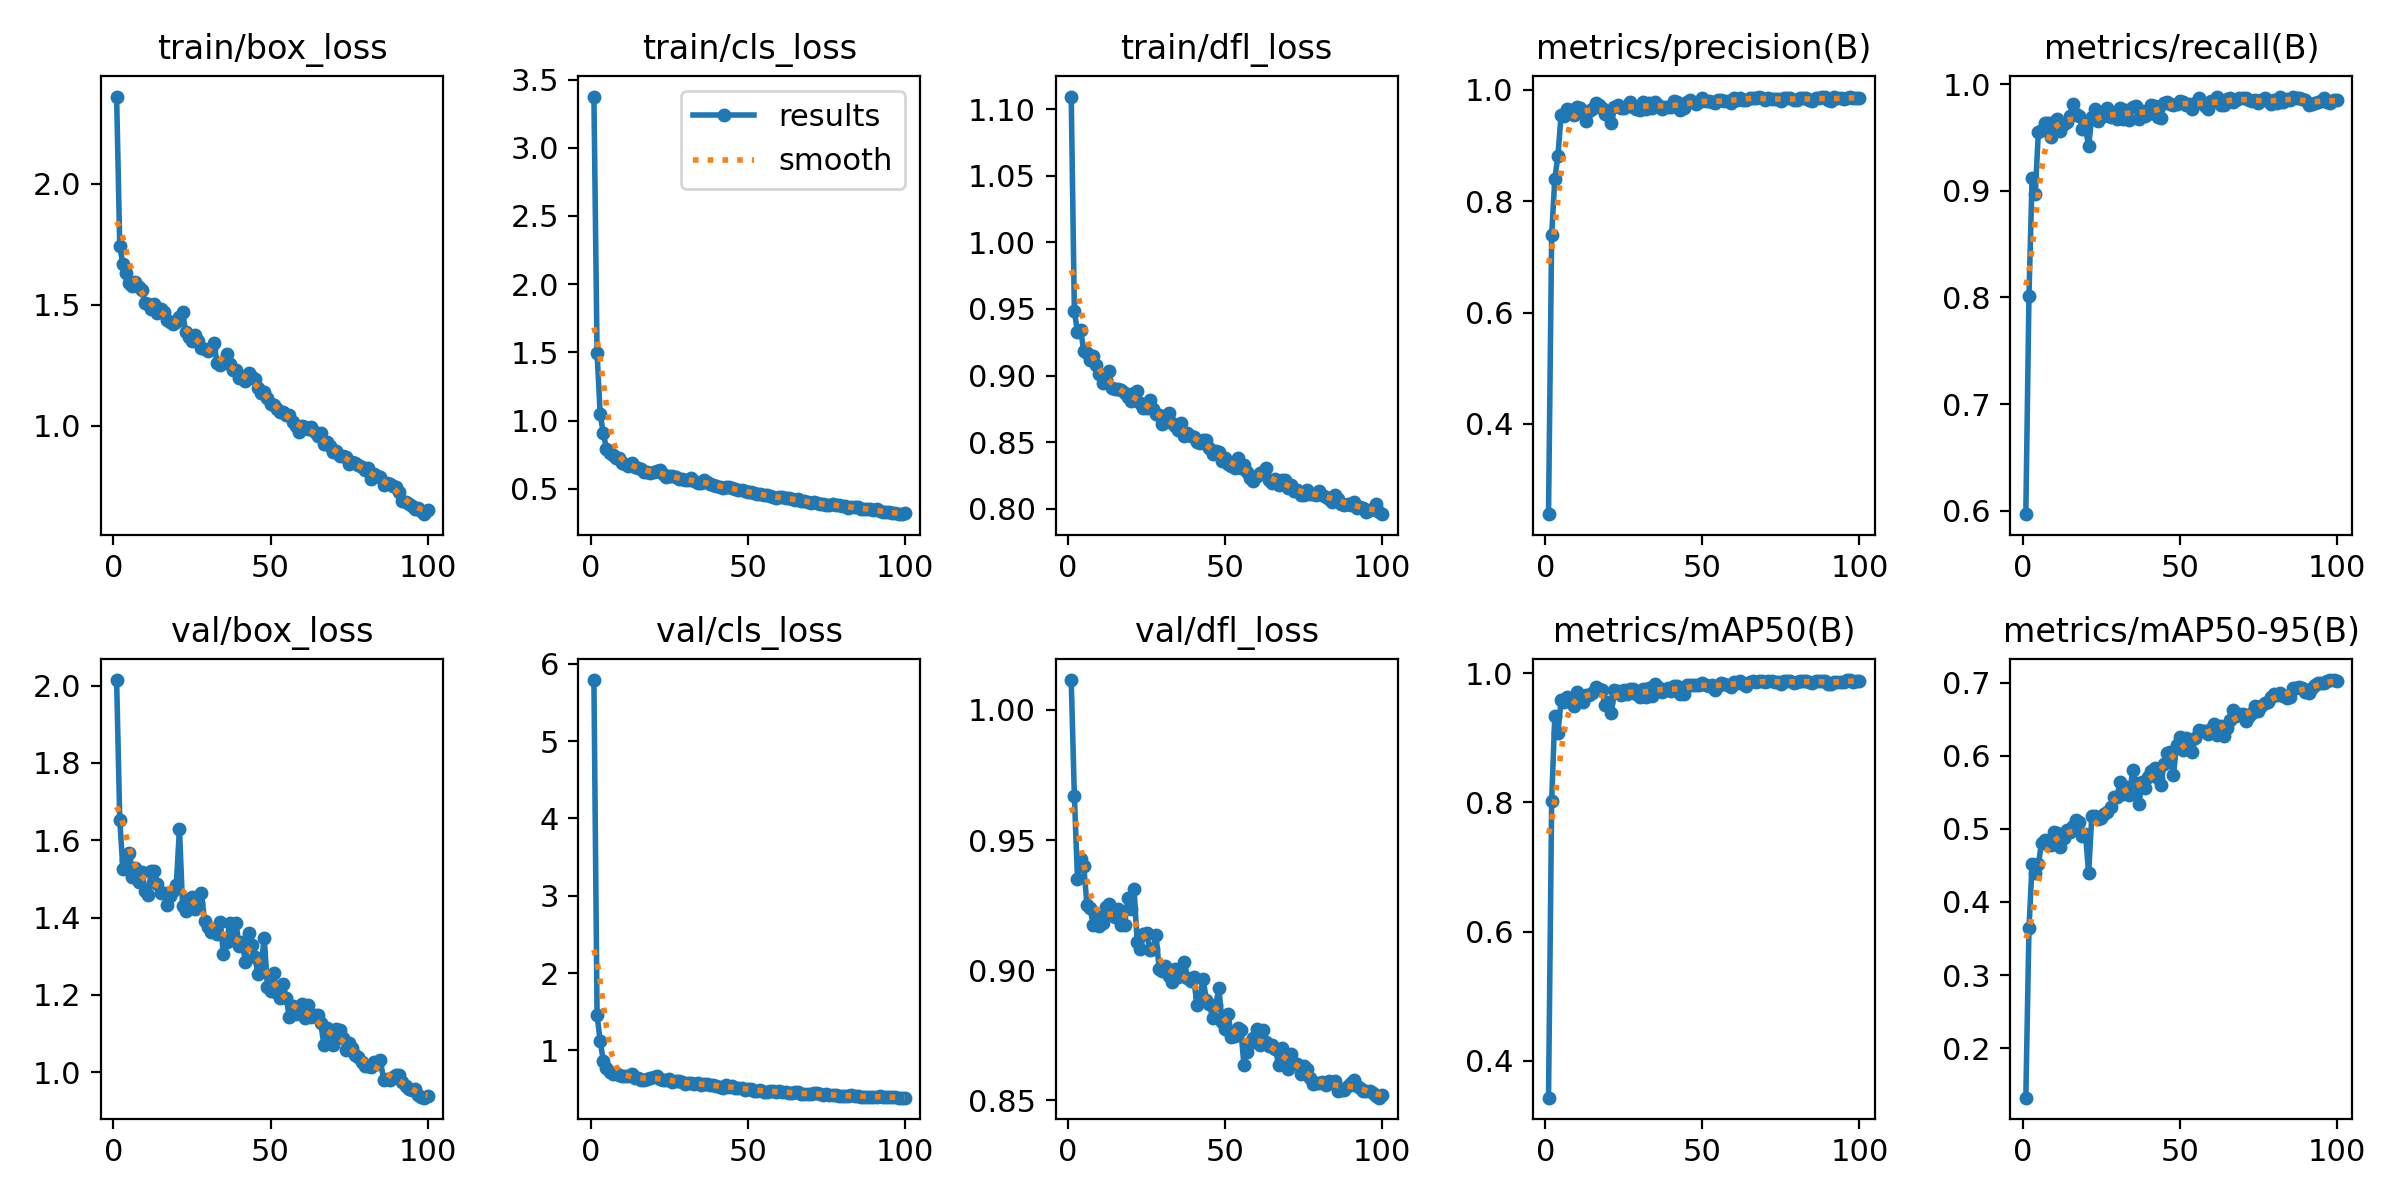 train/box_loss
2.0
1.5
1.0
0 50 100
train/cls_loss
results
smooth
3.5
3.0
2.5
2.0
1.5
1.0
0.5
0 50 100
train/dfl_loss
1.10
1.05
1.00
0.95
0.90
0.85
0.80
0 50 100
metrics/precision(B)
1.0
0.8
0.6
0.4
0 50 100
metrics/recall(B)
1.0
0.9
0.8
0.7
0.6
0 50 100
val/box_loss
2.0
1.8
1.6
1.4
1.2
1.0
0 50 100
val/cls_loss
6
5
4
3
2
1
0 50 100
val/dfl_loss
1.00
0.95
0.90
0.85
0 50 100
metrics/mAP50(B)
1.0
0.8
0.6
0.4
0 50 100
metrics/mAP50-95(B)
0.7
0.6
0.5
0.4
0.3
0.2
0 50 100